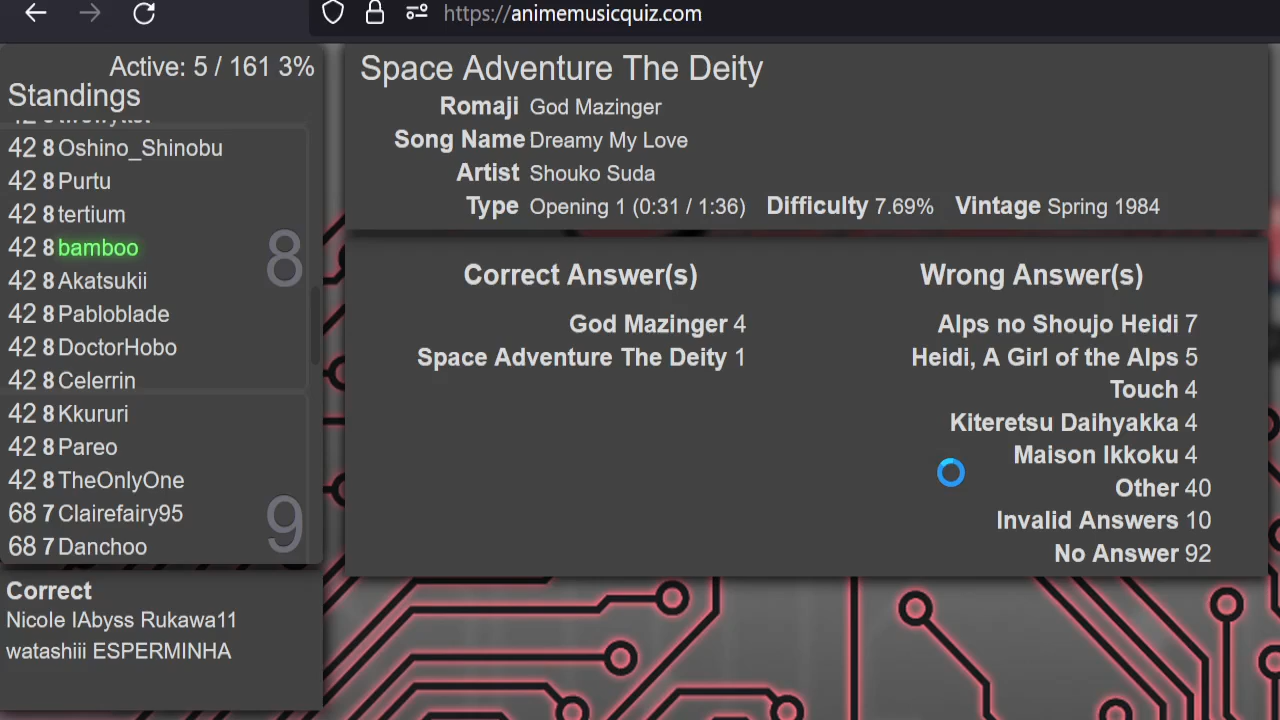 https://animemusicquiz.com
Active: 5 / 161 3%
Standings
42 8 Oshino_Shinobu
42 8 Purtu
42 8 tertium
42 8 bamboo
8
42 8 Akatsukii
42 8 Pabloblade
42 8 DoctorHobo
42 8 Celerrin
42 8 Kkururi
42 8 Pareo
42 8 TheOnlyOne
68 7 Clairefairy95
9
68 7 Danchoo
Correct
Nicole IAbyss Rukawa11
watashiii ESPERMINHA
Space Adventure The Deity
Romaji God Mazinger
Song Name Dreamy My Love
Artist Shouko Suda
Type Opening 1 (0:31 / 1:36) Difficulty 7.69% Vintage Spring 1984
Correct Answer(s)
God Mazinger 4
Space Adventure The Deity 1
Wrong Answer(s)
Alps no Shoujo Heidi 7
Heidi, A Girl of the Alps 5
Touch 4
Kiteretsu Daihyakka 4
Maison Ikkoku 4
Other 40
Invalid Answers 10
No Answer 92